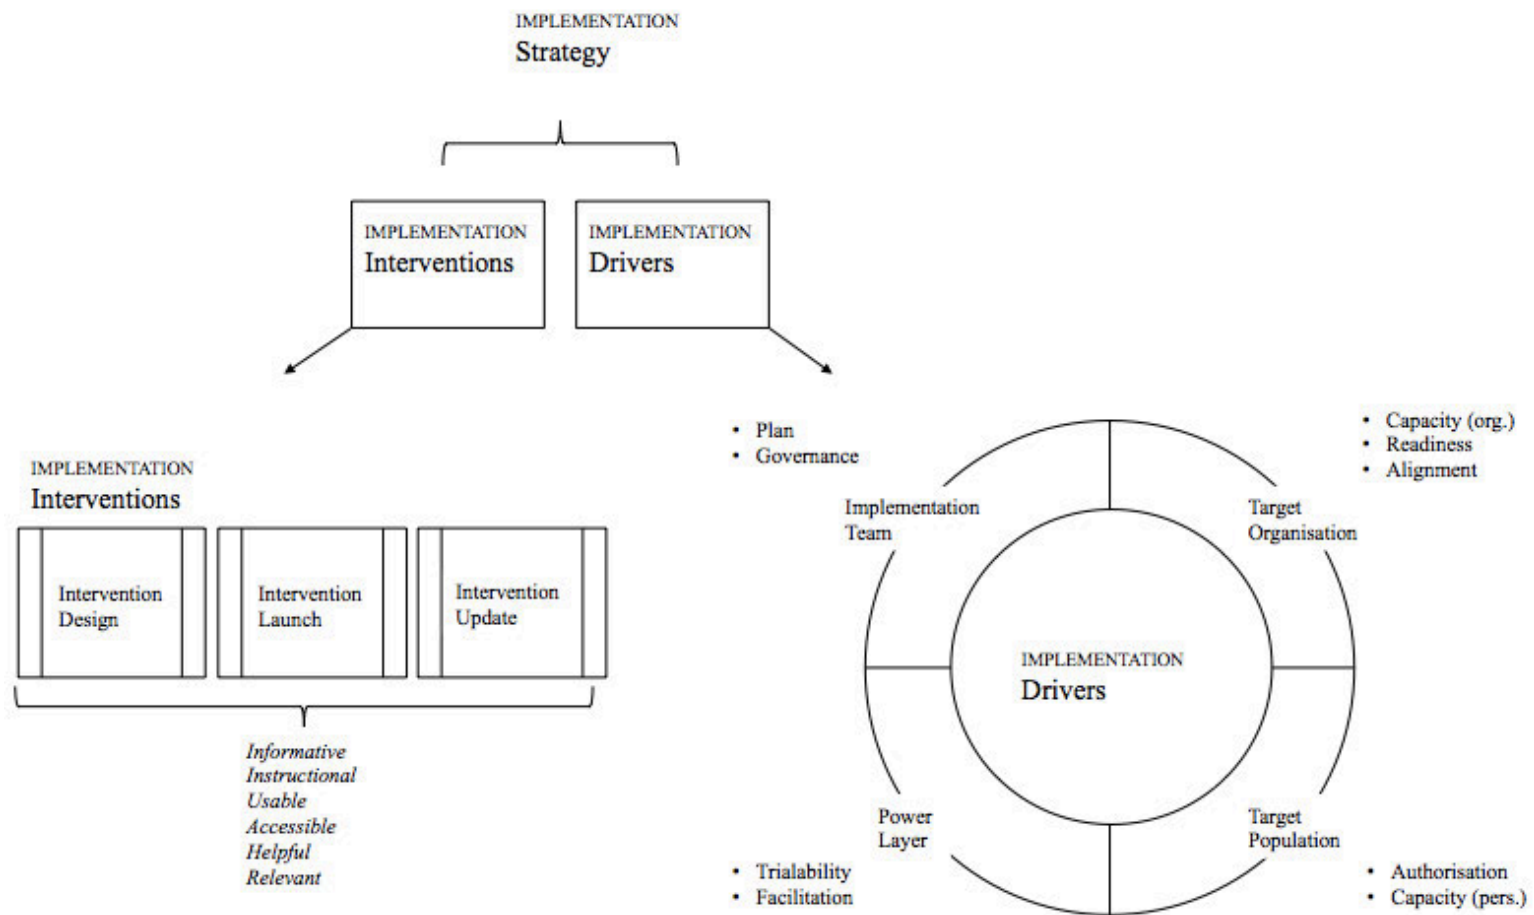 IMPLEMENTATION
Strategy
IMPLEMENTATION
Interventions
IMPLEMENTATION
Drivers
IMPLEMENTATION
Interventions
Intervention
Design
Intervention
Launch
Intervention
Update
Informative
Instructional
Usable
Accessible
Helpful
Relevant
• Plan
• Governance
Implementation
Team
• Capacity (org.)
• Readiness
• Alignment
Target
Organisation
IMPLEMENTATION
Drivers
Power
Layer
• Trialability
• Facilitation
Target
Population
• Authorisation
• Capacity (pers.)